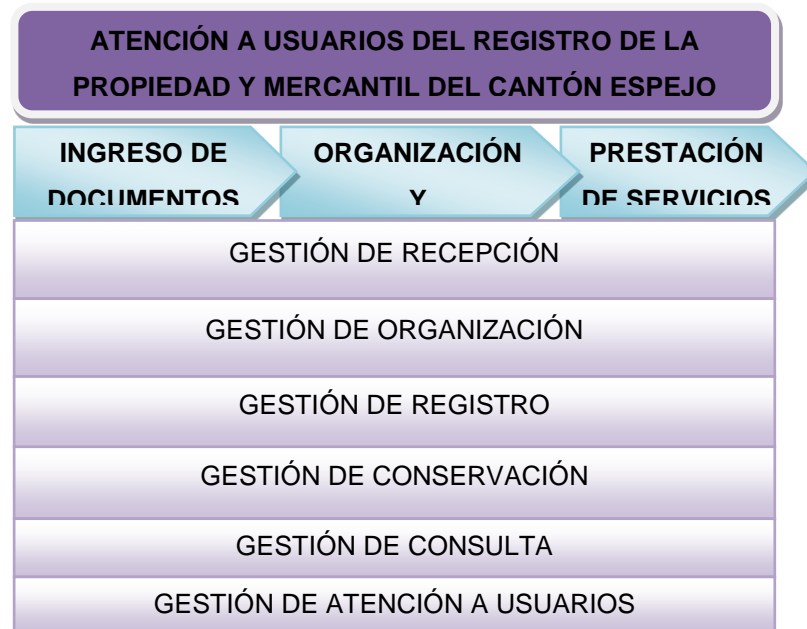 ATENCIÓN A USUARIOS DEL REGISTRO DE LA
PROPIEDAD Y MERCANTIL DEL CANTÓN ESPEJO
INGRESO DE
DOCUMENTOS
ORGANIZACIÓN
Y
PRESTACIÓN
DE SERVICIOS
GESTIÓN DE RECEPCIÓN
GESTIÓN DE ORGANIZACIÓN
GESTIÓN DE REGISTRO
GESTIÓN DE CONSERVACIÓN
GESTIÓN DE CONSULTA
GESTIÓN DE ATENCIÓN A USUARIOS